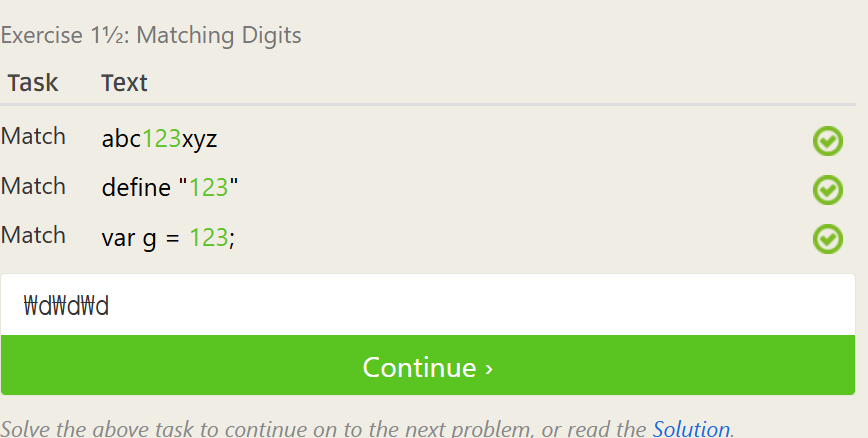 Exercise 1½: Matching Digits
Task Text
Match abc123xyz
Match define "123"
Match var g = 123;
₩d₩d₩d
Continue ›
Solve the above task to continue on to the next problem, or read the Solution.